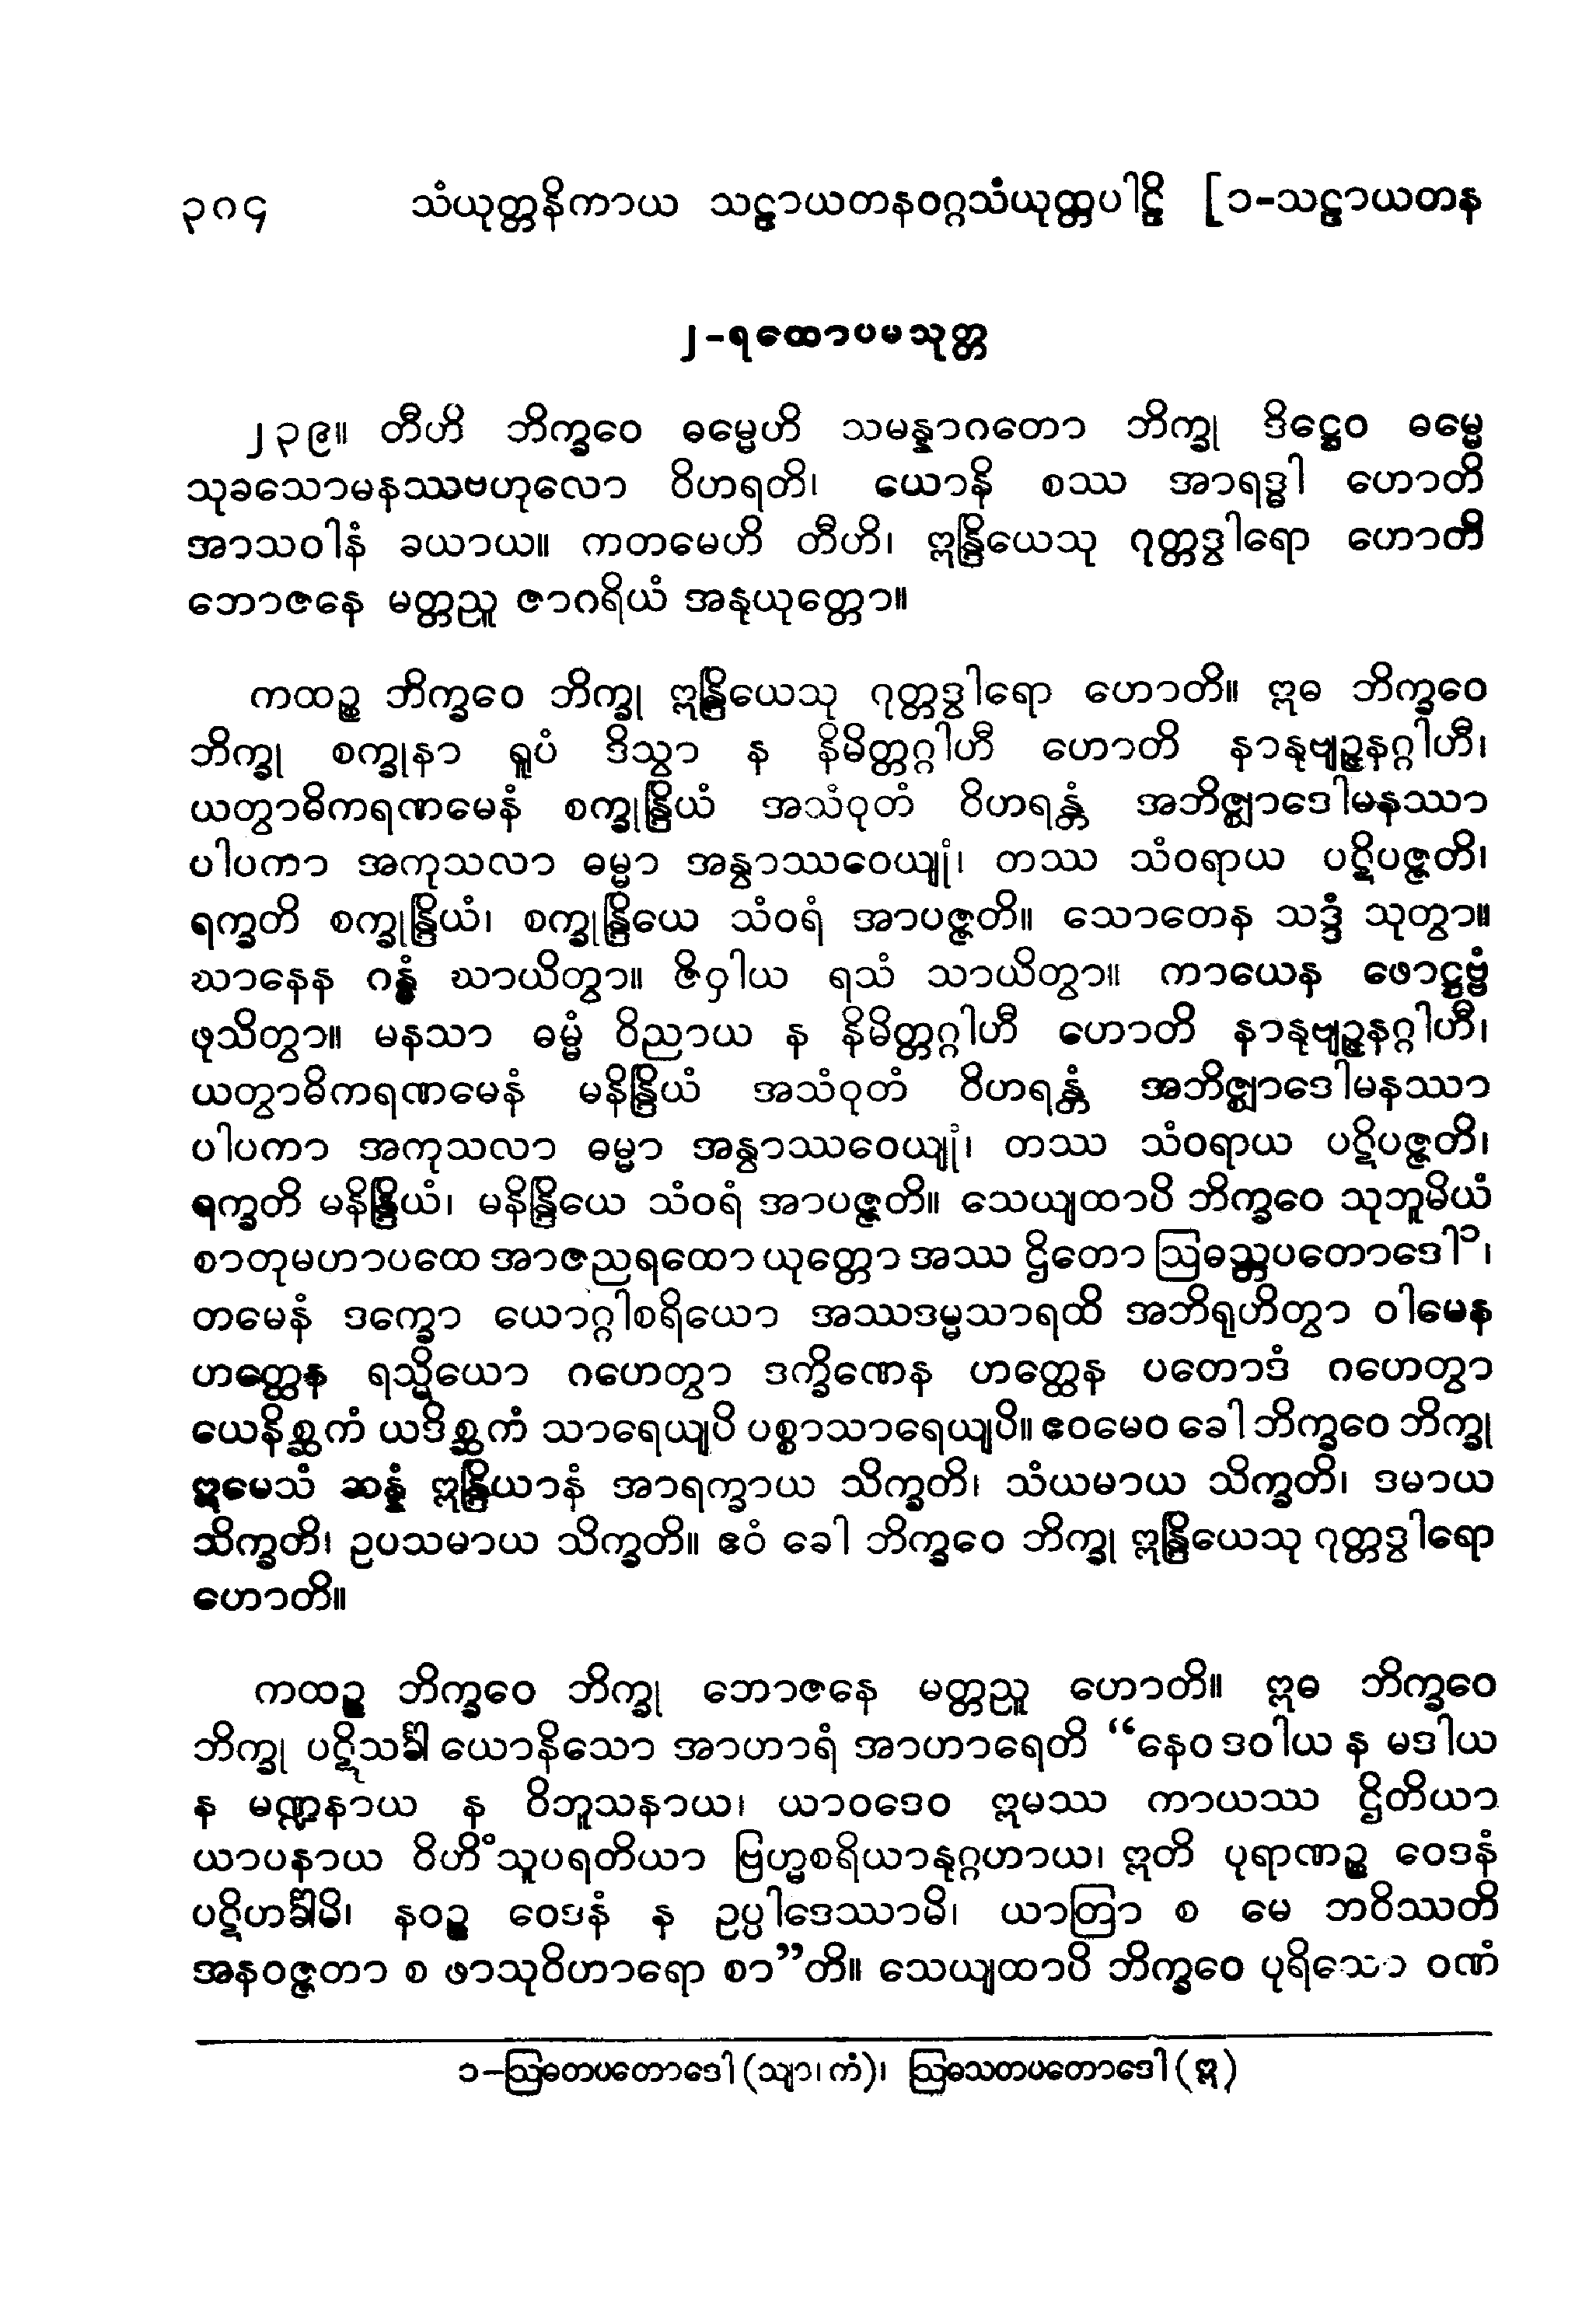 ၃၈၄ သံယုတ္တနိကာယ သဠာယတနဝဂ္ဂသံယုတ္တပါဠိ [၁-သဠာယတန
၂-ရထောပမသုတ္တ
၂၃၉။ တီဟိ ဘိက္ခဝေ ဓမ္မေဟိ သမန္နာဂတော ဘိက္ခု ဒိဋ္ဌေဝ ဓမ္မေ
သုခသောမနဿဗဟုလော ဝိဟရတိ၊ ယောနိ စဿ အာရဒ္ဓါ ဟောတိ
အာသဝါနံ ခယာယ။ ကတမေဟိ တီဟိ၊ ဣန္ဒြိယေသု ဂုတ္တဒွါရော ဟောတိ
ဘောဇနေ မတ္တညူ ဇာဂရိယံ အနုယုတ္တော။
ကထဉ္စ ဘိက္ခဝေ ဘိက္ခု ဣန္ဒြိယေသု ဂုတ္တဒွါရော ဟောတိ။ ဣဓ ဘိက္ခဝေ
ဘိက္ခု စက္ခုနာ ရူပံ ဒိသွာ န နိမိတ္တဂ္ဂါဟီ ဟောတိ နာနုဗျဉ္ဇနဂ္ဂါဟီ၊
ယတွာဓိကရဏမေနံ စက္ခုန္ဒြိယံ အသံဝုတံ ဝိဟရန္တံ အဘိဇ္ဈာဒေါမနဿာ
ပါပကာ အကုသလာ ဓမ္မာ အနွာဿဝေယျုံ၊ တဿ သံဝရာယ ပဋိပဇ္ဇတိ၊
ရက္ခတိ စက္ခုန္ဒြိယံ၊ စက္ခုန္ဒြိယေ သံဝရံ အာပဇ္ဇတိ။ သောတေန သဒ္ဒံ သုတွာ။
ဃာနေန ဂန္ဓံ ဃာယိတွာ။ ဇိဝှါယ ရသံ သာယိတွာ။ ကာယေန ဖောဋ္ဌဗ္ဗံ
ဖုသိတွာ။ မနသာ ဓမ္မံ ဝိညာယ န နိမိတ္တဂ္ဂါဟီ ဟောတိ နာနုဗျဉ္ဇနဂ္ဂါဟီ၊
ယတွာဓိကရဏမေနံ မနိန္ဒြိယံ အသံဝုတံ ဝိဟရန္တံ အဘိဇ္ဈာဒေါမနဿာ
ပါပကာ အကုသလာ ဓမ္မာ အနွာဿဝေယျုံ၊ တဿ သံဝရာယ ပဋိပဇ္ဇတိ၊
ရက္ခတိ မနိန္ဒြိယံ၊ မနိန္ဒြိယေ သံဝရံ အာပဇ္ဇတိ။ သေယျထာပိ ဘိက္ခဝေ သုဘူမိယံ
စာတုမဟာပထေ အာဇညရထော ယုတ္တော အဿ ဌိတော ဩဓဿ္တပတောဒေါ၁၊
တမေနံ ဒက္ခော ယောဂ္ဂါစရိယော အဿဒမ္မသာရထိ အဘိရုဟိတွာ ဝါမေန
ဟတ္ထေန ရသ္မိယော ဂဟေတွာ ဒက္ခိဏေန ဟတ္ထေန ပတောဒံ ဂဟေတွာ
ယေနိစ္ဆကံ ယဒိစ္ဆကံ သာရေယျပိ ပစ္စာသာရေယျပိ။ ဧဝမေဝ ခေါ ဘိက္ခဝေ ဘိက္ခု
ဣမေသံ ဆန္နံ ဣန္ဒြိယာနံ အာရက္ခာယ သိက္ခတိ၊ သံယမာယ သိက္ခတိ၊ ဒမာယ
သိက္ခတိ၊ ဥပသမာယ သိက္ခတိ။ ဧဝံ ခေါ ဘိက္ခဝေ ဘိက္ခု ဣန္ဒြိယေသု ဂုတ္တဒွါရော
ဟောတိ။
ကထဉ္စ ဘိက္ခဝေ ဘိက္ခု ဘောဇနေ မတ္တညူ ဟောတိ။ ဣဓ ဘိက္ခဝေ
ဘိက္ခု ပဋိသင်္ခါ ယောနိသော အာဟာရံ အာဟာရေတိ “နေဝ ဒဝါယ န မဒါယ
န မဏ္ဍနာယ န ဝိဘူသနာယ၊ ယာဝဒေဝ ဣမဿ ကာယဿ ဌိတိယာ
ယာပနာယ ဝိဟိံသူပရတိယာ ဗြဟ္မစရိယာနုဂ္ဂဟာယ၊ ဣတိ ပုရာဏဉ္စ ဝေဒနံ
ပဋိဟင်္ခါမိ၊ နဝဉ္စ ဝေဒနံ န ဥပ္ပါဒေဿာမိ၊ ယာတြာ စ မေ ဘဝိဿတိ
အနဝဇ္ဇတာ စ ဖာသုဝိဟာရော စာ”တိ။ သေယျထာပိ ဘိက္ခဝေ ပုရိသော ဝဏံ
၁-ဩဓတပတောဒေါ (သျာ၊ ကံ)၊ ဩဓသတပတောဒေါ (ဣ)